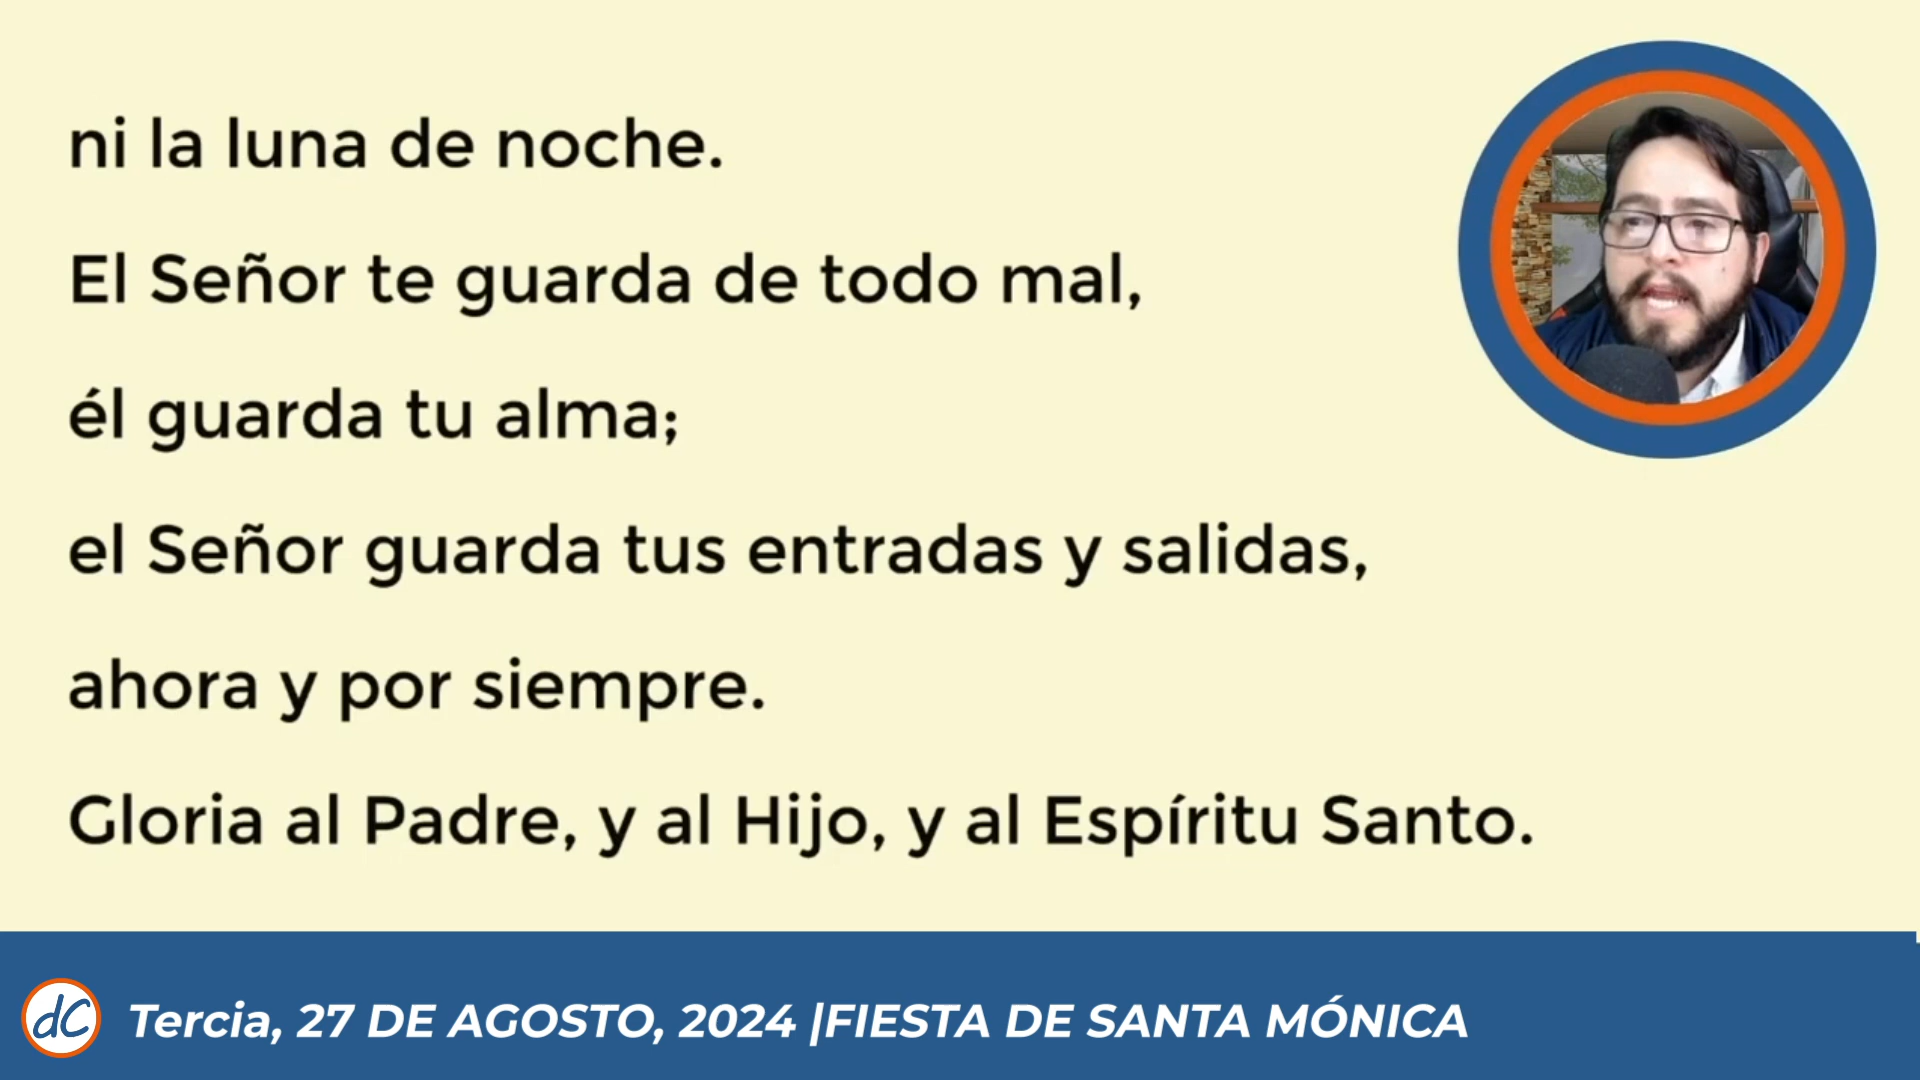 ni la luna de noche.
El Señor te guarda de todo mal,
él guarda tu alma;
el Señor guarda tus entradas y salidas,
ahora y por siempre.
Gloria al Padre, y al Hijo, y al Espíritu Santo.
dC Tercia, 27 DE AGOSTO, 2024 |FIESTA DE SANTA MÓNICA